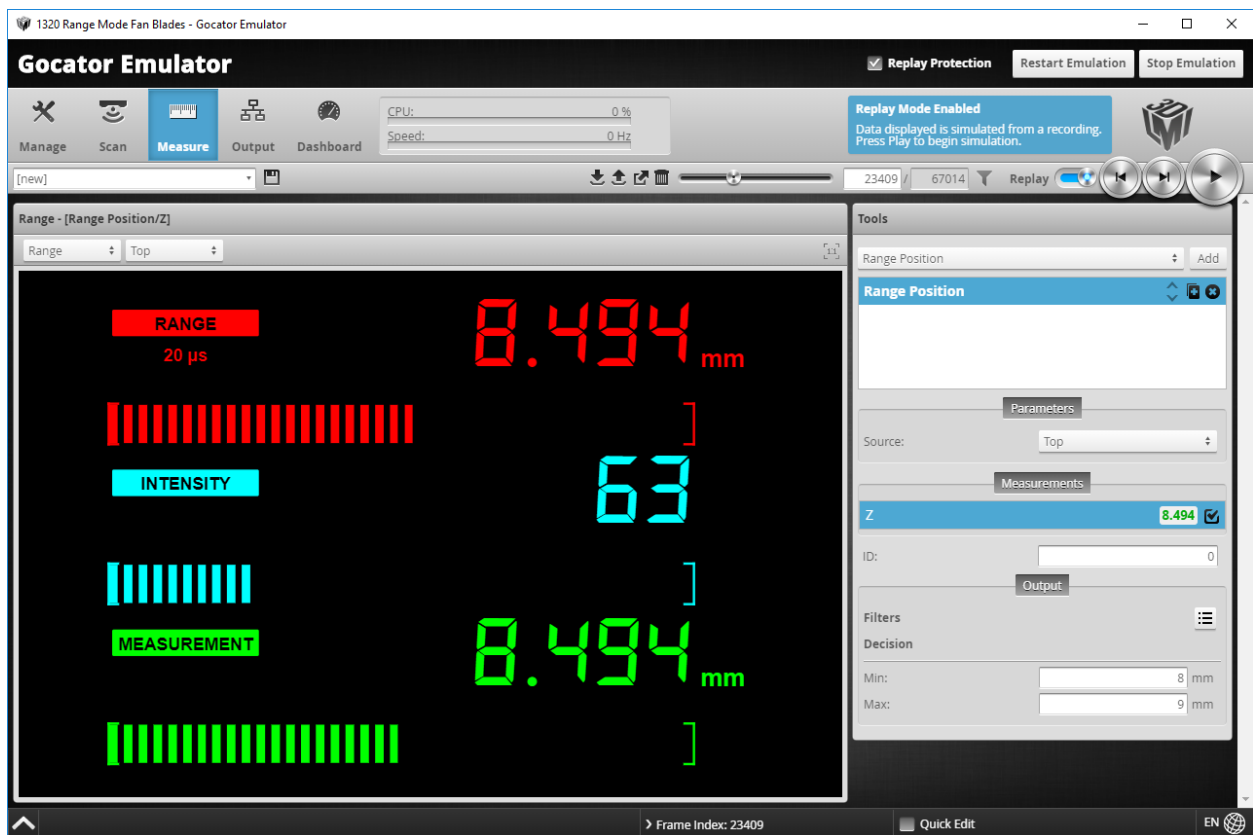 1320 Range Mode Fan Blades - Gocator Emulator
Gocator Emulator
Replay Protection
Restart Emulation
Stop Emulation
Manage
Scan
Measure
Output
Dashboard
CPU: 0 %
Speed: 0 Hz
Replay Mode Enabled
Data displayed is simulated from a recording.
Press Play to begin simulation.
[new]
23409 / 67014
Replay
Range - [Range Position/Z]
Range
Top
1:1
RANGE
20 µs
8.494 mm
INTENSITY
63
MEASUREMENT
8.494 mm
Tools
Range Position
Add
Range Position
Parameters
Source: Top
Measurements
Z 8.494
ID: 0
Output
Filters
Decision
Min: 8 mm
Max: 9 mm
Frame Index: 23409
Quick Edit
EN